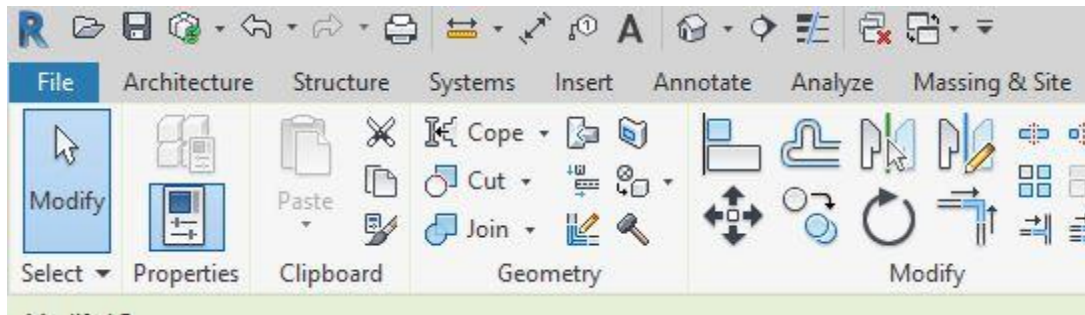 R A
File Architecture Structure Systems Insert Annotate Analyze Massing & Site
Cope
Modify Paste Cut
Join
Select Properties Clipboard Geometry Modify